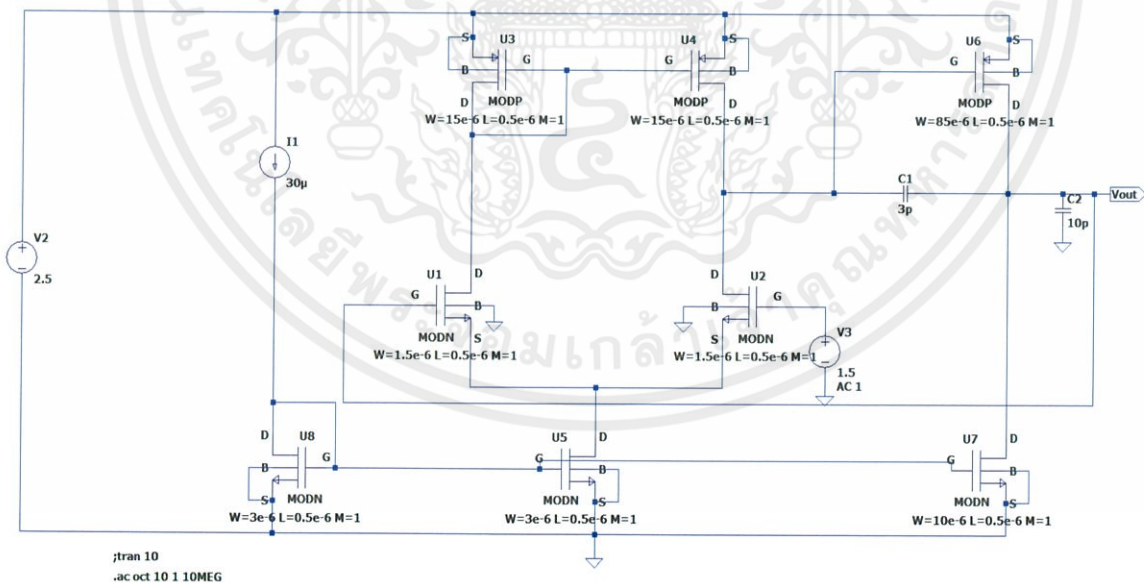 S U3
G
B
D
MODP
W=15e-6 L=0.5e-6 M=1
U4 S
G
B
D
MODP
W=15e-6 L=0.5e-6 M=1
U6
S
G
B
D
MODP
W=85e-6 L=0.5e-6 M=1
I1
30µ
C1
3p
Vout
C2
10p
V2
2.5
U1 D
G
B
S
MODN
W=1.5e-6 L=0.5e-6 M=1
D U2
B G
S
MODN
W=1.5e-6 L=0.5e-6 M=1
V3
1.5
AC 1
D U8
B G
S
MODN
W=3e-6 L=0.5e-6 M=1
U5 D
G
B
S
MODN
W=3e-6 L=0.5e-6 M=1
U7 D
G
B
S
MODN
W=10e-6 L=0.5e-6 M=1
;tran 10
.ac oct 10 1 10MEG